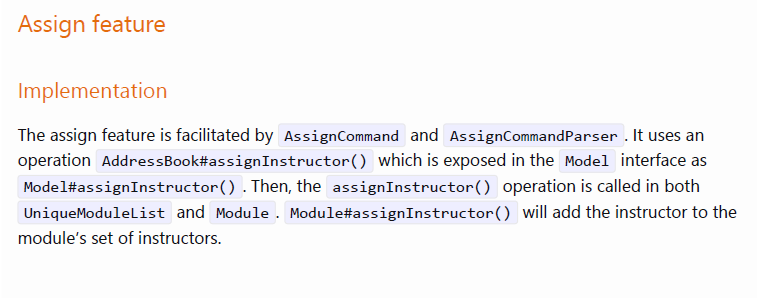 Assign feature
Implementation
The assign feature is facilitated by AssignCommand and AssignCommandParser. It uses an
operation AddressBook#assignInstructor() which is exposed in the Model interface as
Model#assignInstructor(). Then, the assignInstructor() operation is called in both
UniqueModuleList and Module. Module#assignInstructor() will add the instructor to the
module’s set of instructors.